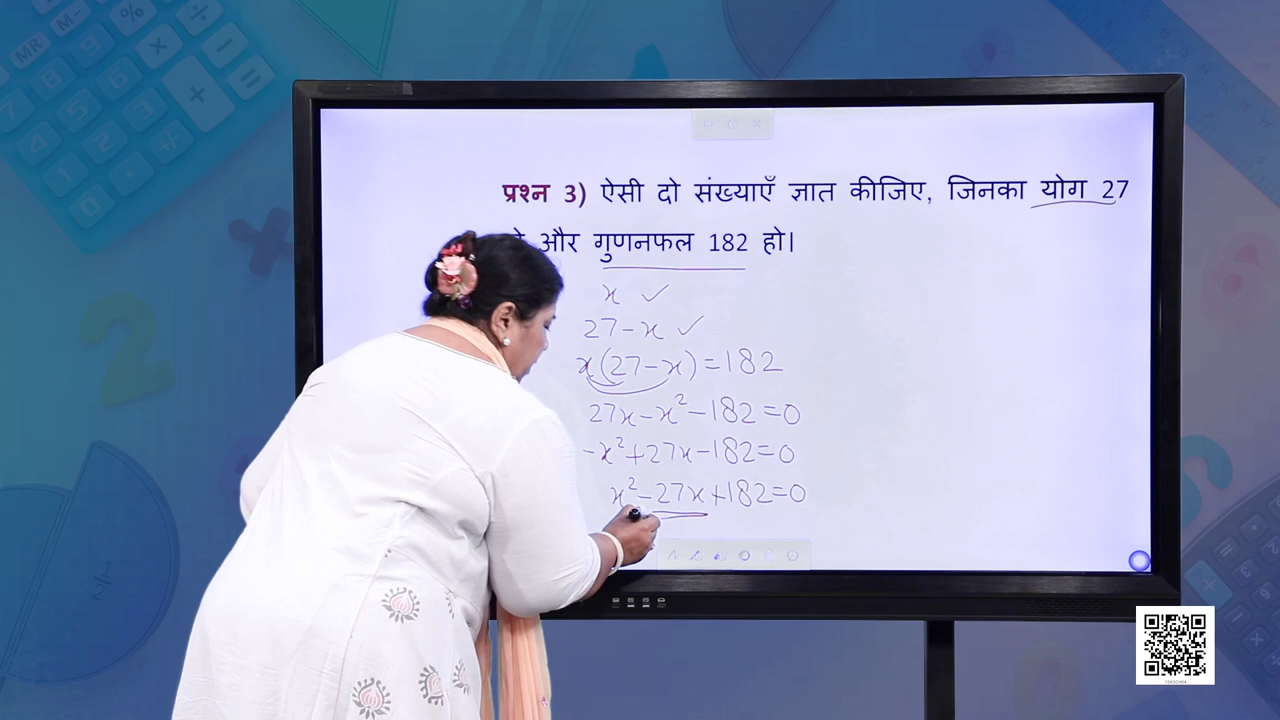 प्रश्न 3) ऐसी दो संख्याएँ ज्ञात कीजिए, जिनका योग 27
और गुणनफल 182 हो।
x ✓
27-x ✓
x(27-x)=182
27x-x²-182=0
-x²+27x-182=0
x²-27x+182=0